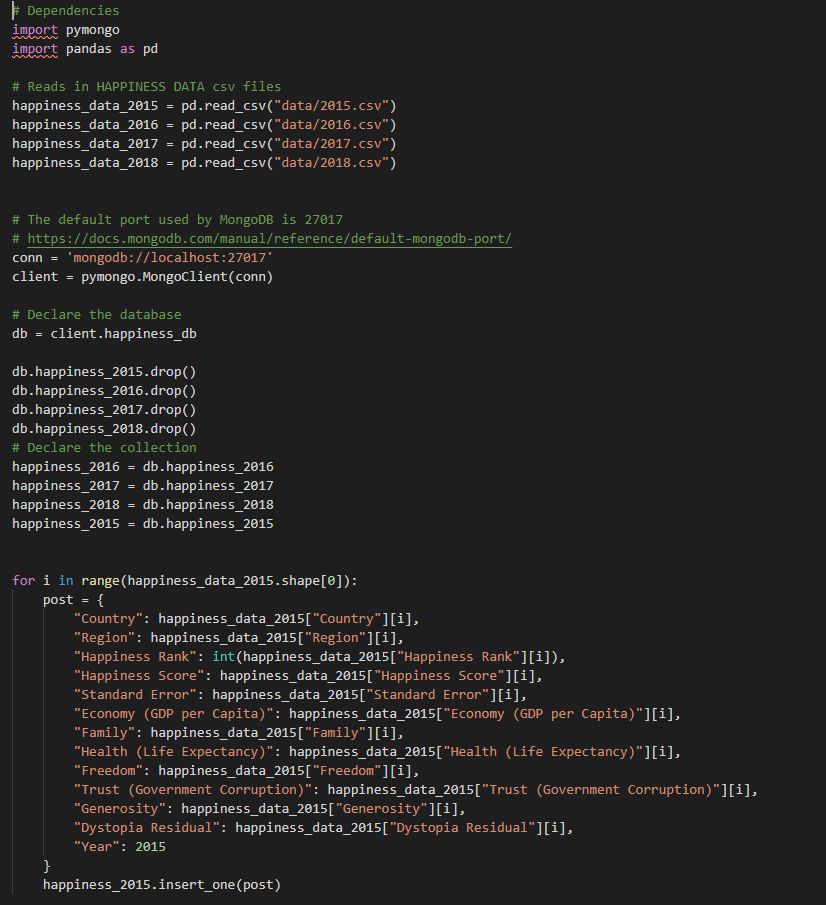 # Dependencies
import pymongo
import pandas as pd
# Reads in HAPPINESS DATA csv files
happiness_data_2015 = pd.read_csv("data/2015.csv")
happiness_data_2016 = pd.read_csv("data/2016.csv")
happiness_data_2017 = pd.read_csv("data/2017.csv")
happiness_data_2018 = pd.read_csv("data/2018.csv")
# The default port used by MongoDB is 27017
# https://docs.mongodb.com/manual/reference/default-mongodb-port/
conn = 'mongodb://localhost:27017'
client = pymongo.MongoClient(conn)
# Declare the database
db = client.happiness_db
db.happiness_2015.drop()
db.happiness_2016.drop()
db.happiness_2017.drop()
db.happiness_2018.drop()
# Declare the collection
happiness_2016 = db.happiness_2016
happiness_2017 = db.happiness_2017
happiness_2018 = db.happiness_2018
happiness_2015 = db.happiness_2015
for i in range(happiness_data_2015.shape[0]):
    post = {
        "Country": happiness_data_2015["Country"][i],
        "Region": happiness_data_2015["Region"][i],
        "Happiness Rank": int(happiness_data_2015["Happiness Rank"][i]),
        "Happiness Score": happiness_data_2015["Happiness Score"][i],
        "Standard Error": happiness_data_2015["Standard Error"][i],
        "Economy (GDP per Capita)": happiness_data_2015["Economy (GDP per Capita)"][i],
        "Family": happiness_data_2015["Family"][i],
        "Health (Life Expectancy)": happiness_data_2015["Health (Life Expectancy)"][i],
        "Freedom": happiness_data_2015["Freedom"][i],
        "Trust (Government Corruption)": happiness_data_2015["Trust (Government Corruption)"][i],
        "Generosity": happiness_data_2015["Generosity"][i],
        "Dystopia Residual": happiness_data_2015["Dystopia Residual"][i],
        "Year": 2015
    }
    happiness_2015.insert_one(post)